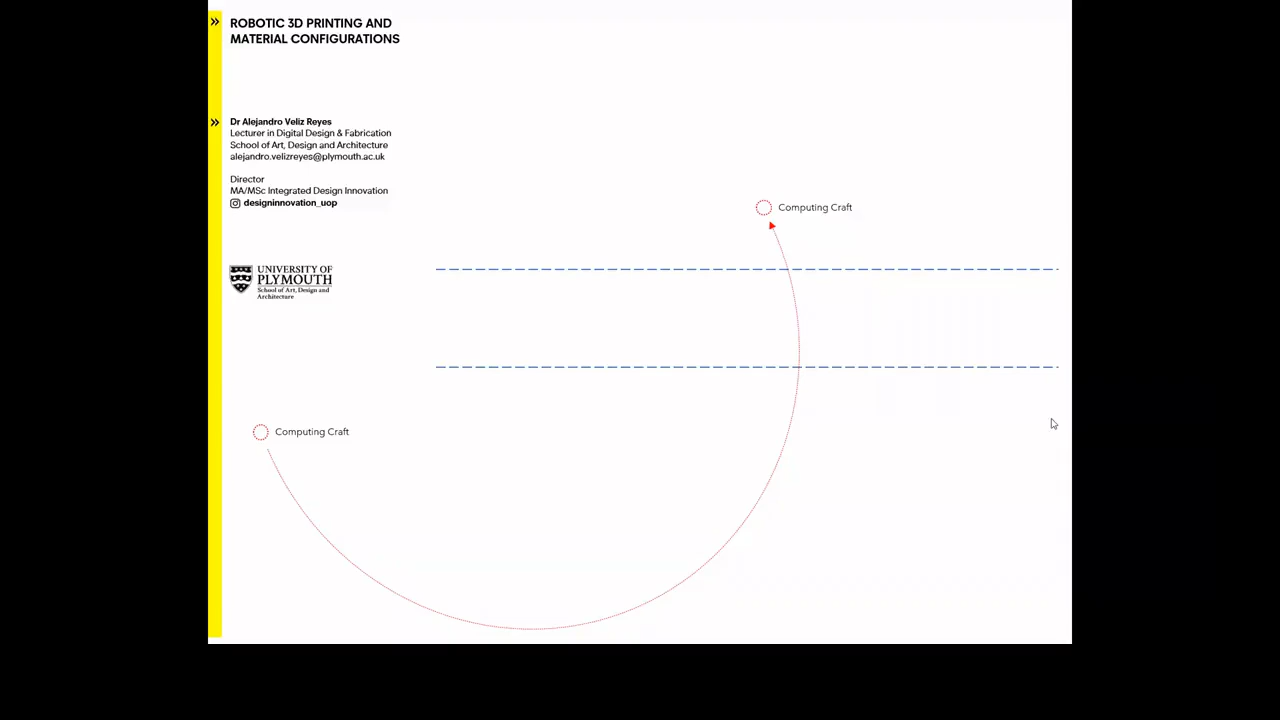 ROBOTIC 3D PRINTING AND
MATERIAL CONFIGURATIONS
Dr Alejandro Veliz Reyes
Lecturer in Digital Design & Fabrication
School of Art, Design and Architecture
alejandro.velizreyes@plymouth.ac.uk
Director
MA/MSc Integrated Design Innovation
designinnovation_uop
UNIVERSITY OF
PLYMOUTH
School of Art, Design and
Architecture
Computing Craft
Computing Craft